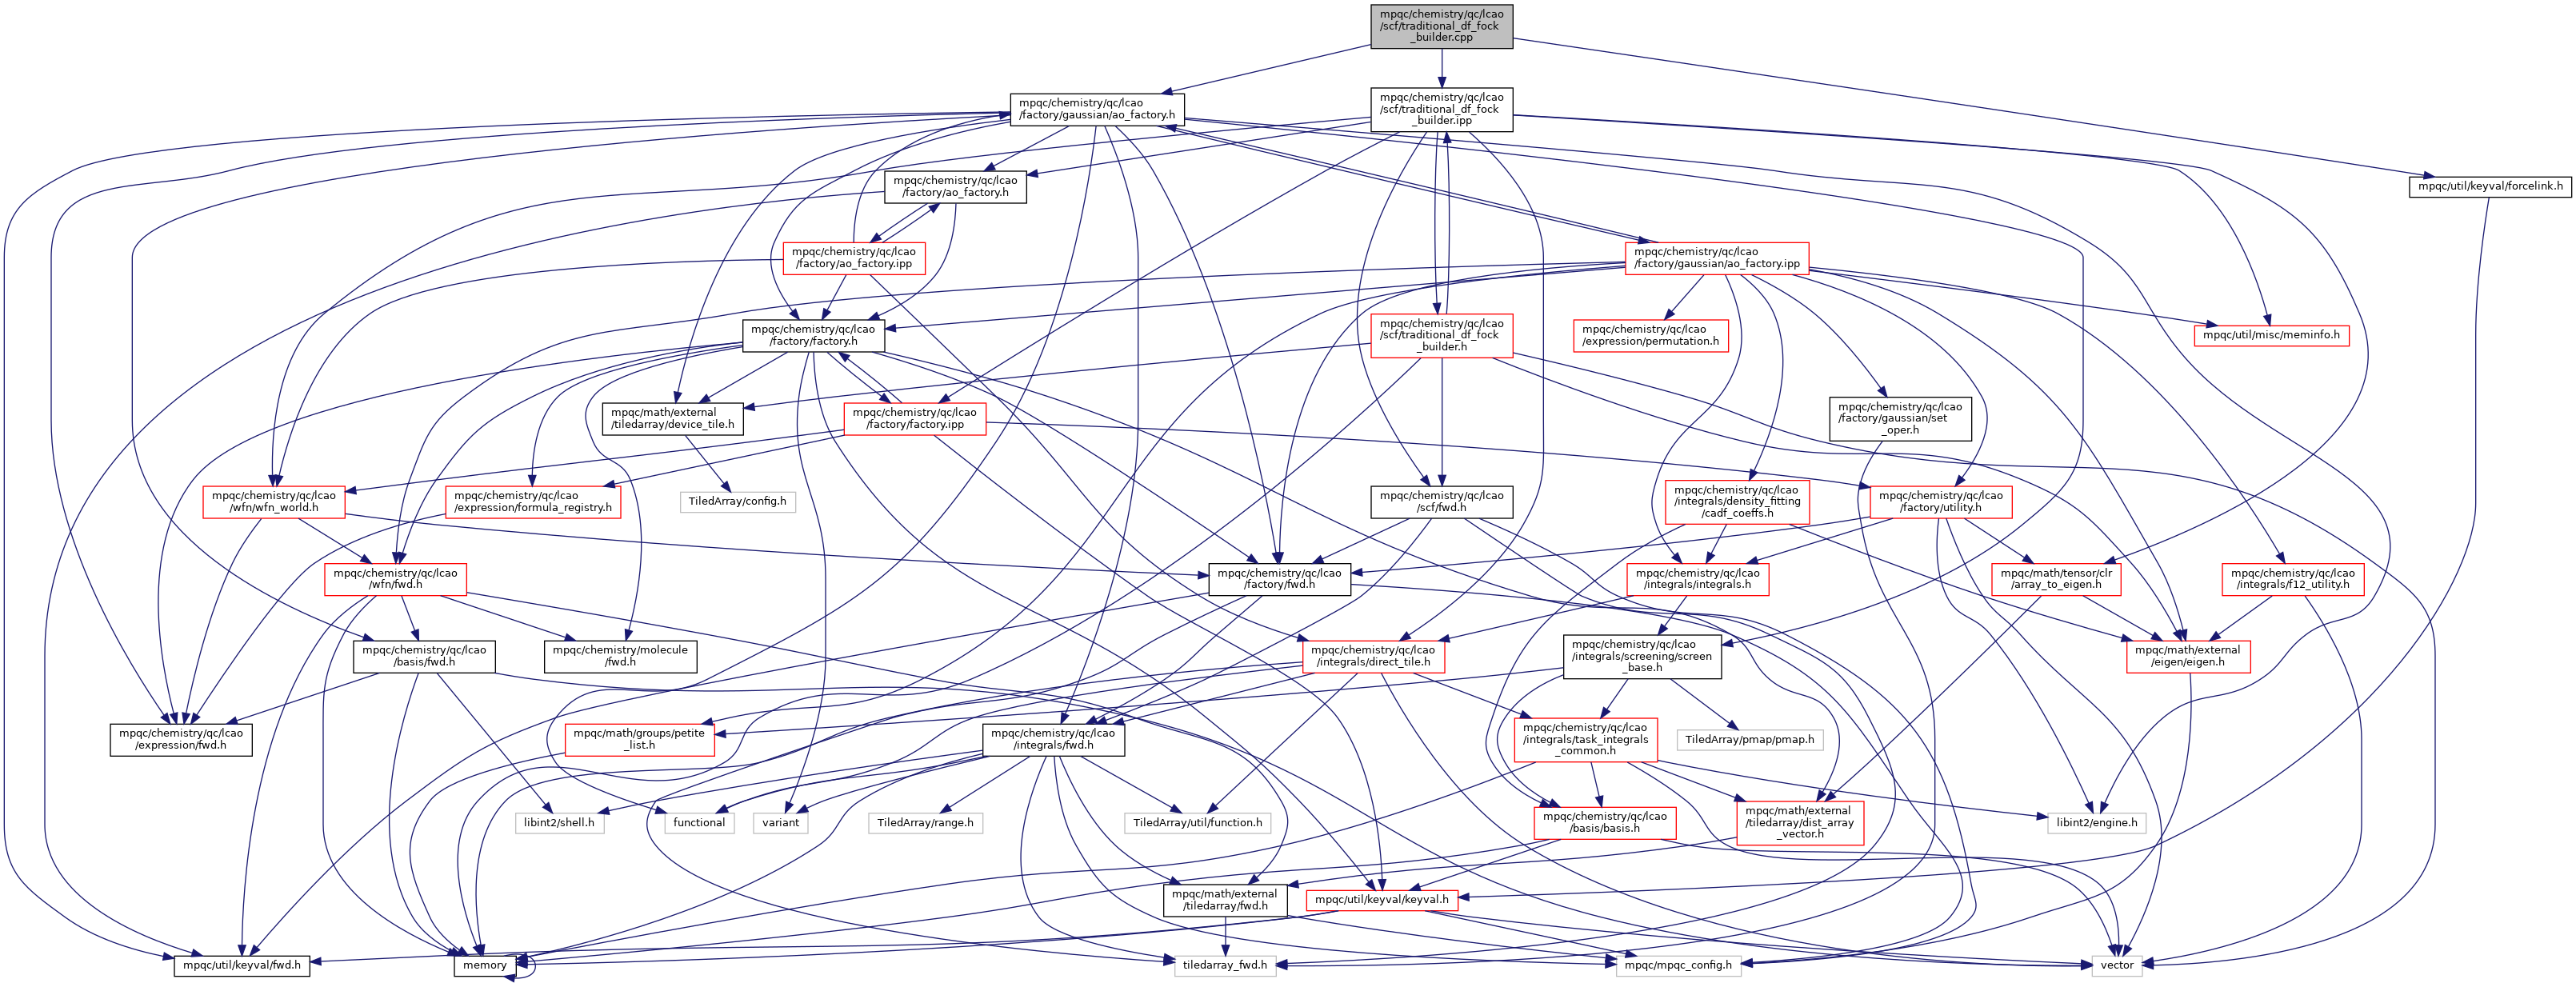 mpqc/chemistry/qc/lcao
/scf/traditional_df_fock
_builder.cpp
mpqc/chemistry/qc/lcao
/factory/gaussian/ao_factory.h
mpqc/chemistry/qc/lcao
/scf/traditional_df_fock
_builder.ipp
mpqc/chemistry/qc/lcao
/factory/ao_factory.h
mpqc/util/keyval/forcelink.h
mpqc/chemistry/qc/lcao
/factory/ao_factory.ipp
mpqc/chemistry/qc/lcao
/factory/gaussian/ao_factory.ipp
mpqc/chemistry/qc/lcao
/factory/factory.h
mpqc/chemistry/qc/lcao
/scf/traditional_df_fock
_builder.h
mpqc/chemistry/qc/lcao
/expression/permutation.h
mpqc/util/misc/meminfo.h
mpqc/math/external
/tiledarray/device_tile.h
mpqc/chemistry/qc/lcao
/factory/factory.ipp
mpqc/chemistry/qc/lcao
/factory/gaussian/set
_oper.h
mpqc/chemistry/qc/lcao
/wfn/wfn_world.h
mpqc/chemistry/qc/lcao
/expression/formula_registry.h
TiledArray/config.h
mpqc/chemistry/qc/lcao
/scf/fwd.h
mpqc/chemistry/qc/lcao
/integrals/density_fitting
/cadf_coeffs.h
mpqc/chemistry/qc/lcao
/factory/utility.h
mpqc/chemistry/qc/lcao
/wfn/fwd.h
mpqc/chemistry/qc/lcao
/factory/fwd.h
mpqc/chemistry/qc/lcao
/integrals/integrals.h
mpqc/math/tensor/clr
/array_to_eigen.h
mpqc/chemistry/qc/lcao
/integrals/f12_utility.h
mpqc/chemistry/qc/lcao
/basis/fwd.h
mpqc/chemistry/molecule
/fwd.h
mpqc/chemistry/qc/lcao
/integrals/direct_tile.h
mpqc/chemistry/qc/lcao
/integrals/screening/screen
_base.h
mpqc/math/external
/eigen/eigen.h
mpqc/chemistry/qc/lcao
/expression/fwd.h
mpqc/math/groups/petite
_list.h
mpqc/chemistry/qc/lcao
/integrals/fwd.h
mpqc/chemistry/qc/lcao
/integrals/task_integrals
_common.h
TiledArray/pmap/pmap.h
libint2/shell.h
functional
variant
TiledArray/range.h
TiledArray/util/function.h
mpqc/chemistry/qc/lcao
/basis/basis.h
mpqc/math/external
/tiledarray/dist_array
_vector.h
libint2/engine.h
mpqc/math/external
/tiledarray/fwd.h
mpqc/util/keyval/keyval.h
mpqc/util/keyval/fwd.h
memory
tiledarray_fwd.h
mpqc/mpqc_config.h
vector